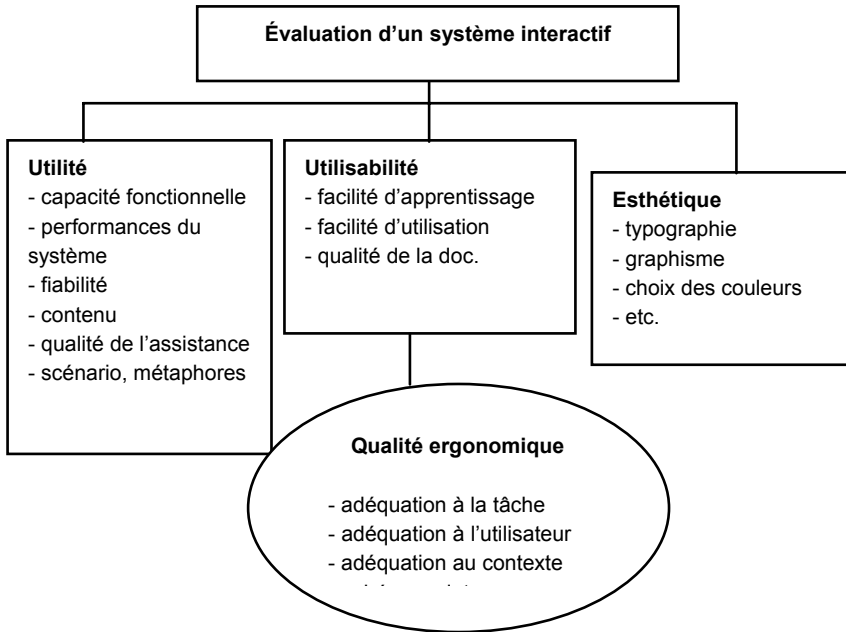 Évaluation d’un système interactif
Utilité
- capacité fonctionnelle
- performances du
système
- fiabilité
- contenu
- qualité de l’assistance
- scénario, métaphores
Utilisabilité
- facilité d’apprentissage
- facilité d’utilisation
- qualité de la doc.
Esthétique
- typographie
- graphisme
- choix des couleurs
- etc.
Qualité ergonomique
- adéquation à la tâche
- adéquation à l’utilisateur
- adéquation au contexte